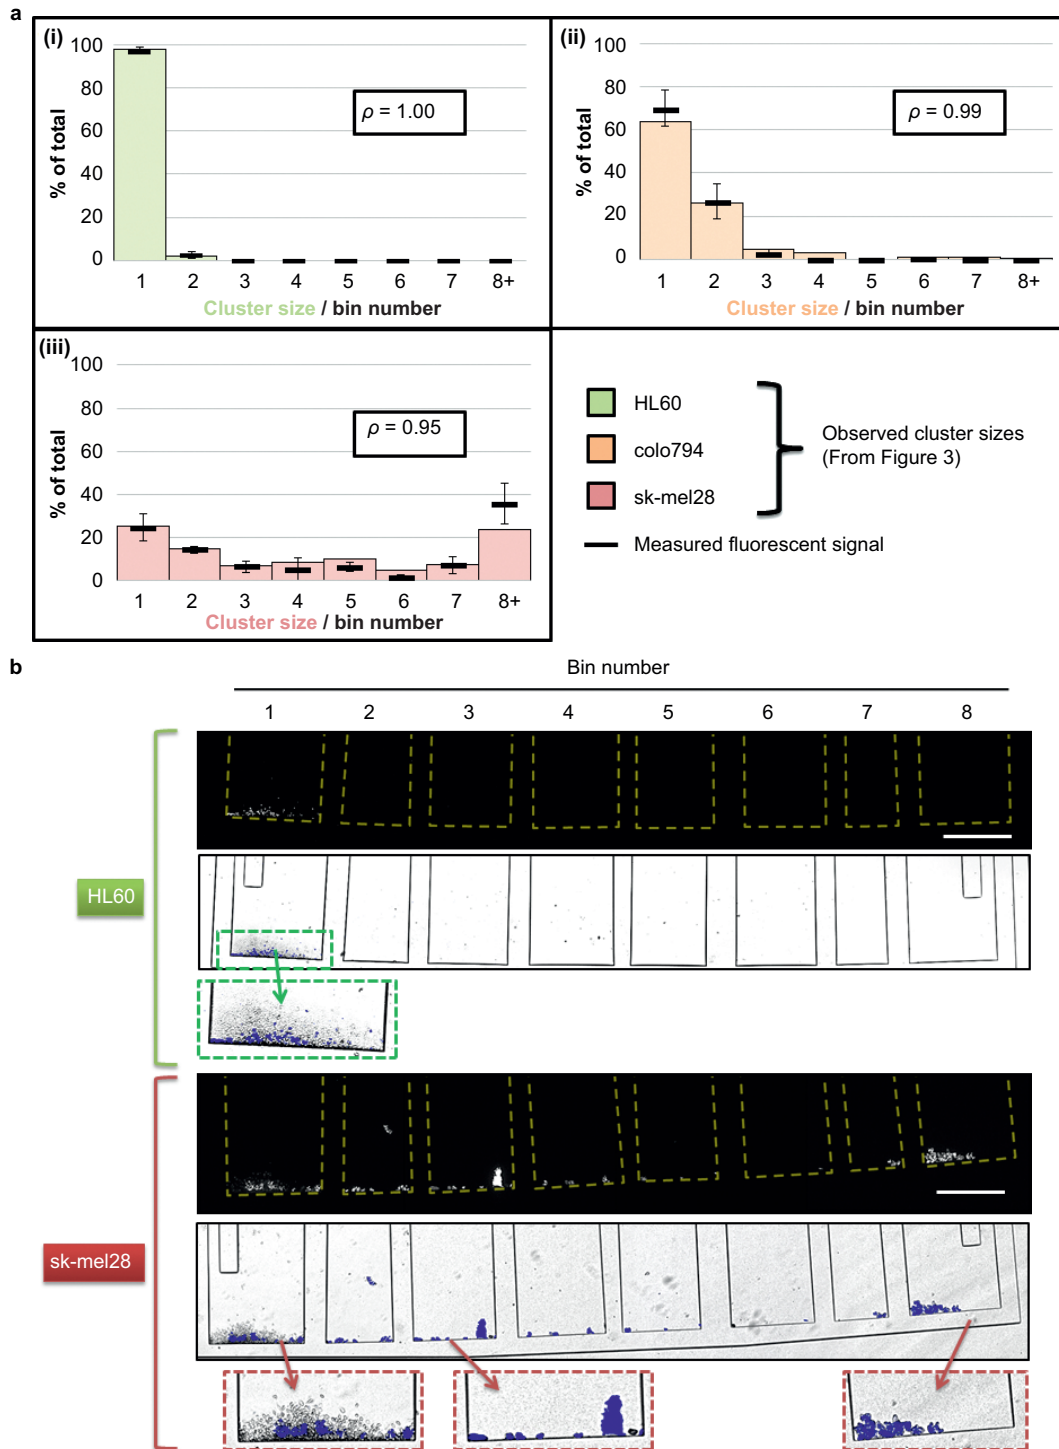 a
(i)
100
80
60
40
20
0
% of total
ρ = 1.00
1 2 3 4 5 6 7 8+
Cluster size / bin number
(ii)
100
80
60
40
20
0
% of total
ρ = 0.99
1 2 3 4 5 6 7 8+
Cluster size / bin number
(iii)
100
80
60
40
20
0
% of total
ρ = 0.95
1 2 3 4 5 6 7 8+
Cluster size / bin number
HL60
colo794
sk-mel28
Observed cluster sizes
(From Figure 3)
Measured fluorescent signal
b
Bin number
1 2 3 4 5 6 7 8
HL60
sk-mel28